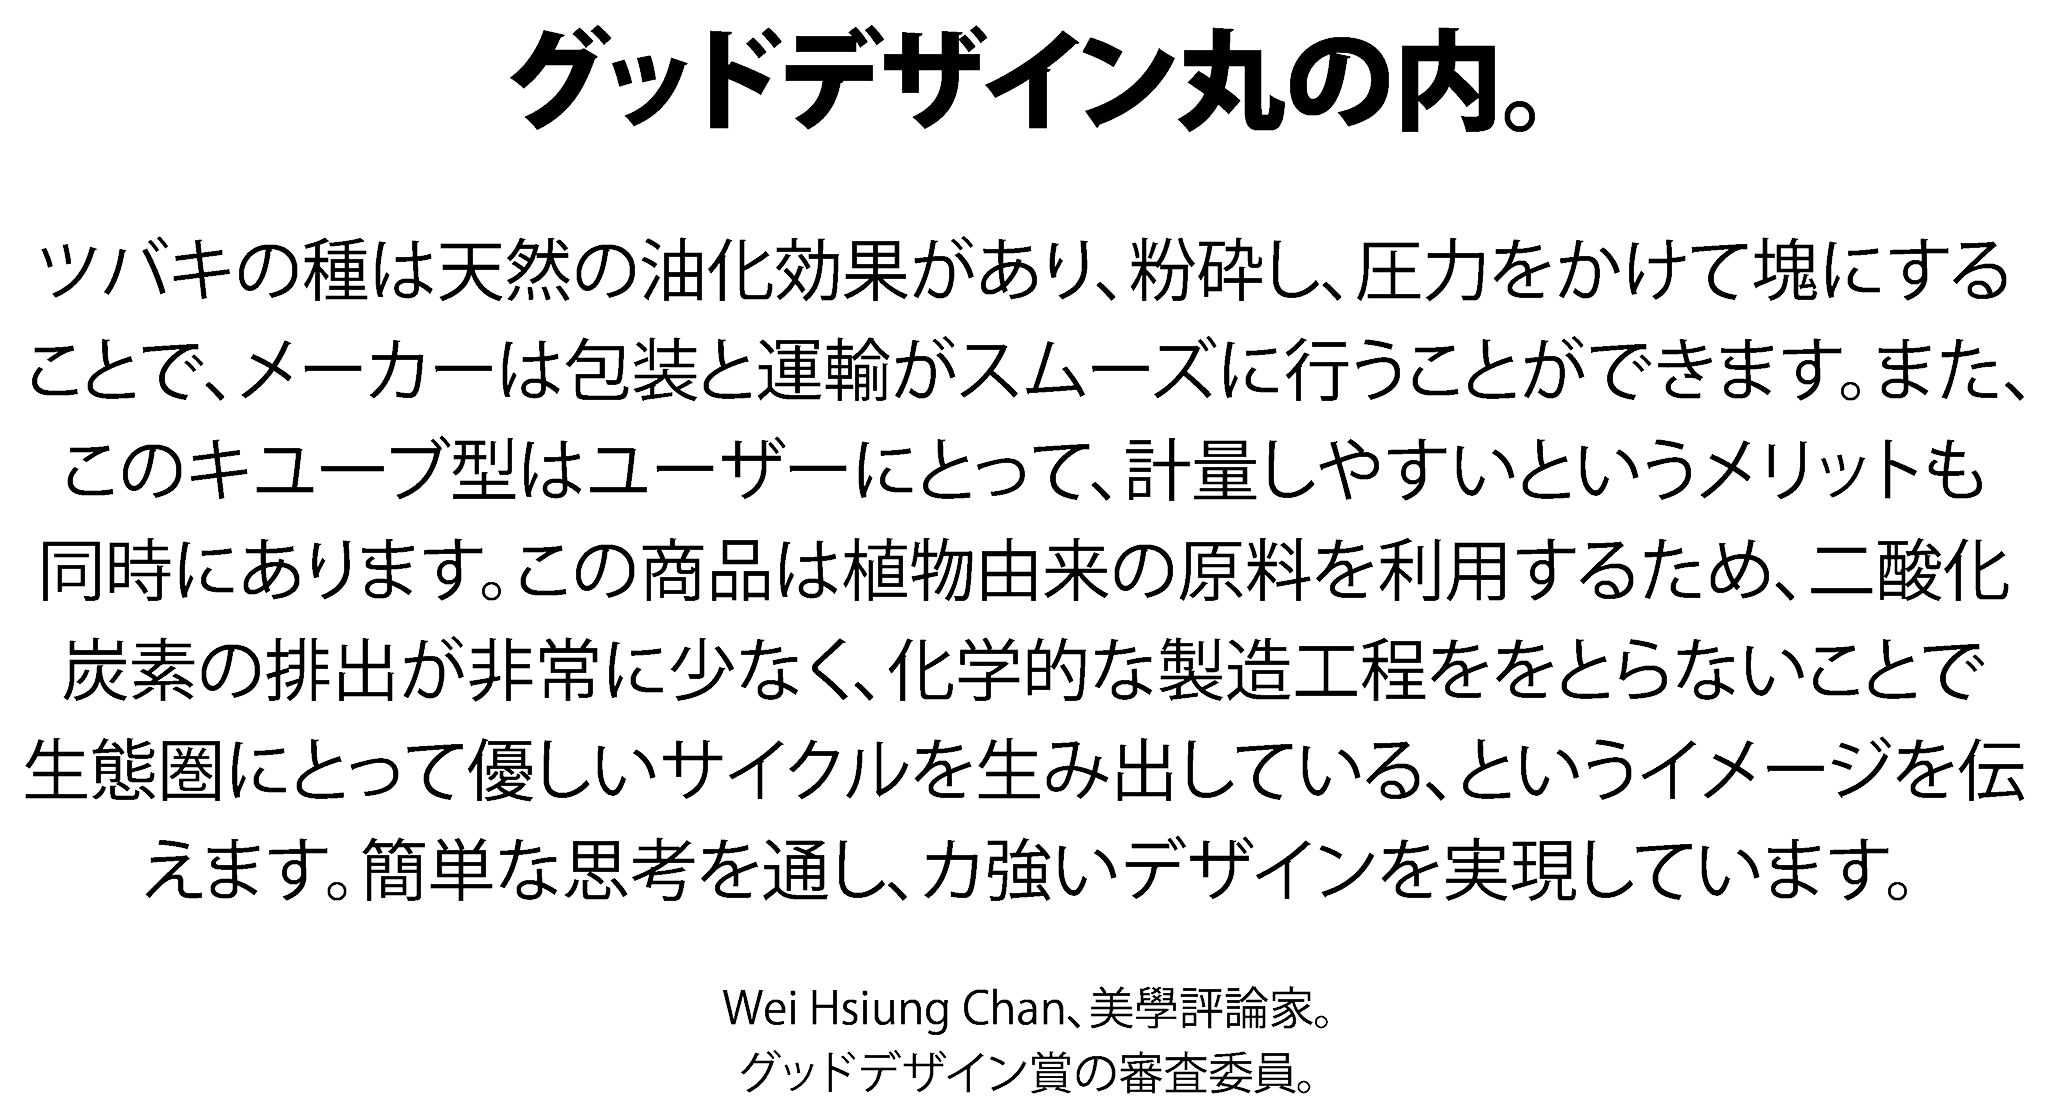 グッドデザイン丸の内。
ツバキの種は天然の油化効果があり、粉砕し、圧力をかけて塊にする
ことで、メーカーは包装と運輸がスムーズに行うことができます。また、
このキユーブ型はユーザーにとって、計量しやすいというメリットも
同時にあります。この商品は植物由来の原料を利用するため、二酸化
炭素の排出が非常に少なく、化学的な製造工程ををとらないことで
生態圏にとって優しいサイクルを生み出している、というイメージを伝
えます。簡単な思考を通し、力強いデザインを実現しています。
Wei Hsiung Chan、美學評論家。
グッドデザイン賞の審査委員。